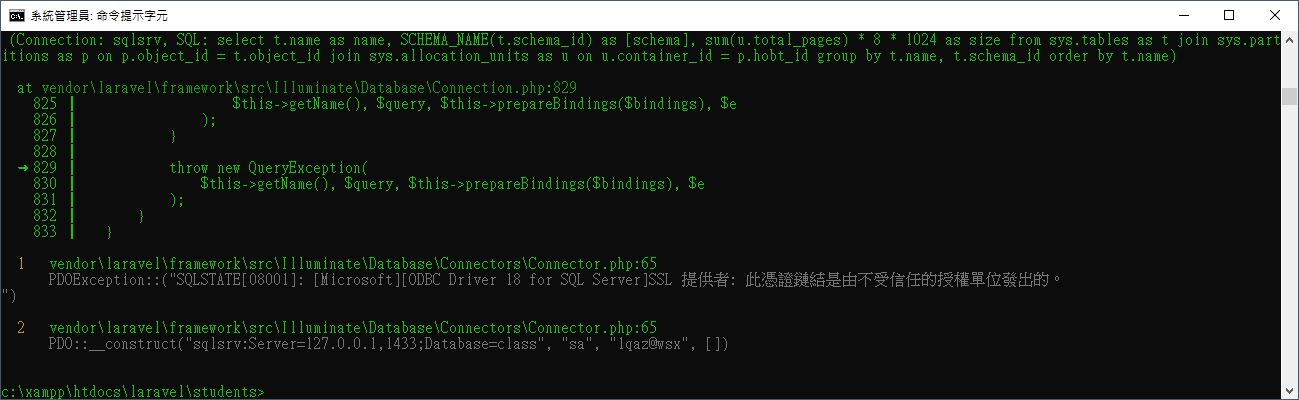 系統管理員: 命令提示字元
(Connection: sqlsrv, SQL: select t.name as name, SCHEMA_NAME(t.schema_id) as [schema], sum(u.total_pages) * 8 * 1024 as size from sys.tables as t join sys.part
itions as p on p.object_id = t.object_id join sys.allocation_units as u on u.container_id = p.hobt_id group by t.name, t.schema_id order by t.name)
at vendor\laravel\framework\src\Illuminate\Database\Connection.php:829
825 | $this->getName(), $query, $this->prepareBindings($bindings), $e
826 | );
827 | }
828 |
➜ 829 | throw new QueryException(
830 | $this->getName(), $query, $this->prepareBindings($bindings), $e
831 | );
832 | }
833 | }
1 vendor\laravel\framework\src\Illuminate\Database\Connectors\Connector.php:65
PDOException::("SQLSTATE[08001]: [Microsoft][ODBC Driver 18 for SQL Server]SSL 提供者: 此憑證鏈結是由不受信任的授權單位發出的。
")
2 vendor\laravel\framework\src\Illuminate\Database\Connectors\Connector.php:65
PDO::__construct("sqlsrv:Server=127.0.0.1,1433;Database=class", "sa", "1qaz@wsx", [])
c:\xampp\htdocs\laravel\students>